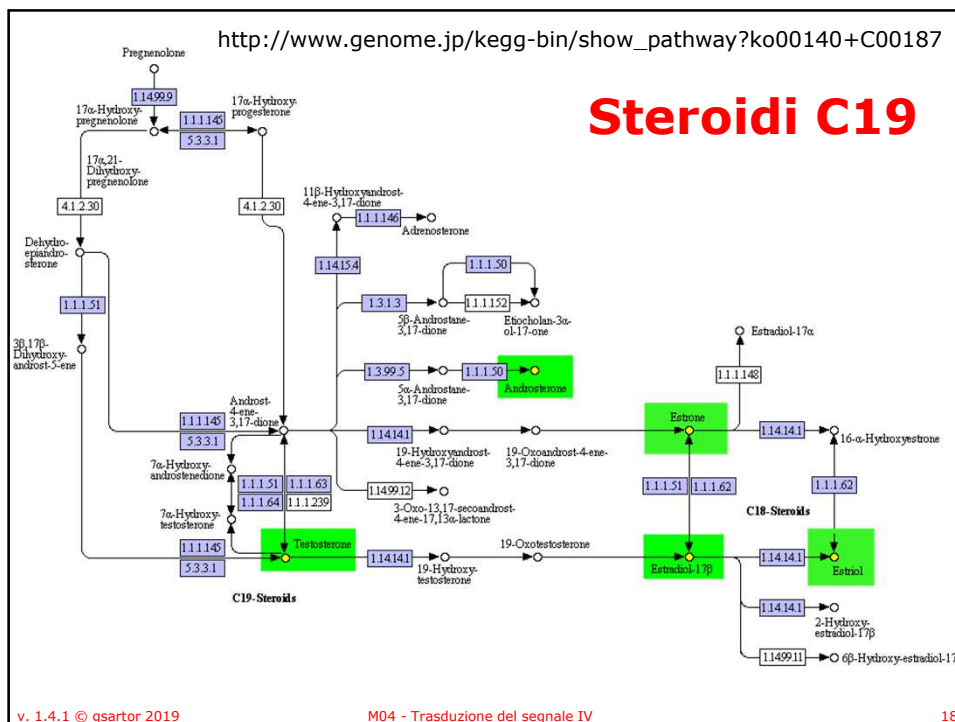 http://www.genome.jp/kegg-bin/show_pathway?ko00140+C00187
Steroidi C19
Pregnenolone
1.14.99.9
17α-Hydroxy-
pregnenolone
1.1.1.145
5.3.3.1
17α-Hydroxy-
progesterone
17α,21-
Dihydroxy-
pregnenolone
4.1.2.30
4.1.2.30
Dehydro-
epiandro-
sterone
1.1.1.51
3β,17β-
Dihydroxy-
androst-5-ene
11β-Hydroxyandrost-
4-ene-3,17-dione
1.1.1.146
Adrenosterone
1.14.15.4
1.1.1.50
1.3.1.3
1.1.1.152
5β-Androstane-
3,17-dione
Etiocholan-3α-
ol-17-one
1.3.99.5
1.1.1.50
5α-Androstane-
3,17-dione
Androsterone
Estradiol-17α
1.1.1.148
Androst-
4-ene-
3,17-dione
1.1.1.145
5.3.3.1
1.14.14.1
19-Hydroxyandrost-
4-ene-3,17-dione
19-Oxoandrost-4-ene-
3,17-dione
Estrone
1.14.14.1
16-α-Hydroxyestrone
7α-Hydroxy-
androstenedione
1.1.1.51
1.1.1.63
1.1.1.64
1.1.1.239
1.14.99.12
3-Oxo-13,17-secoandrost-
4-ene-17,13α-lactone
1.1.1.51
1.1.1.62
1.1.1.62
C18-Steroids
7α-Hydroxy-
testosterone
1.1.1.145
5.3.3.1
Testosterone
C19-Steroids
1.14.14.1
19-Hydroxy-
testosterone
19-Oxotestosterone
Estradiol-17β
1.14.14.1
Estriol
1.14.14.1
2-Hydroxy-
estradiol-17β
1.14.99.11
6β-Hydroxy-estradiol-17
v. 1.4.1 © gsartor 2019
M04 - Trasduzione del segnale IV
18